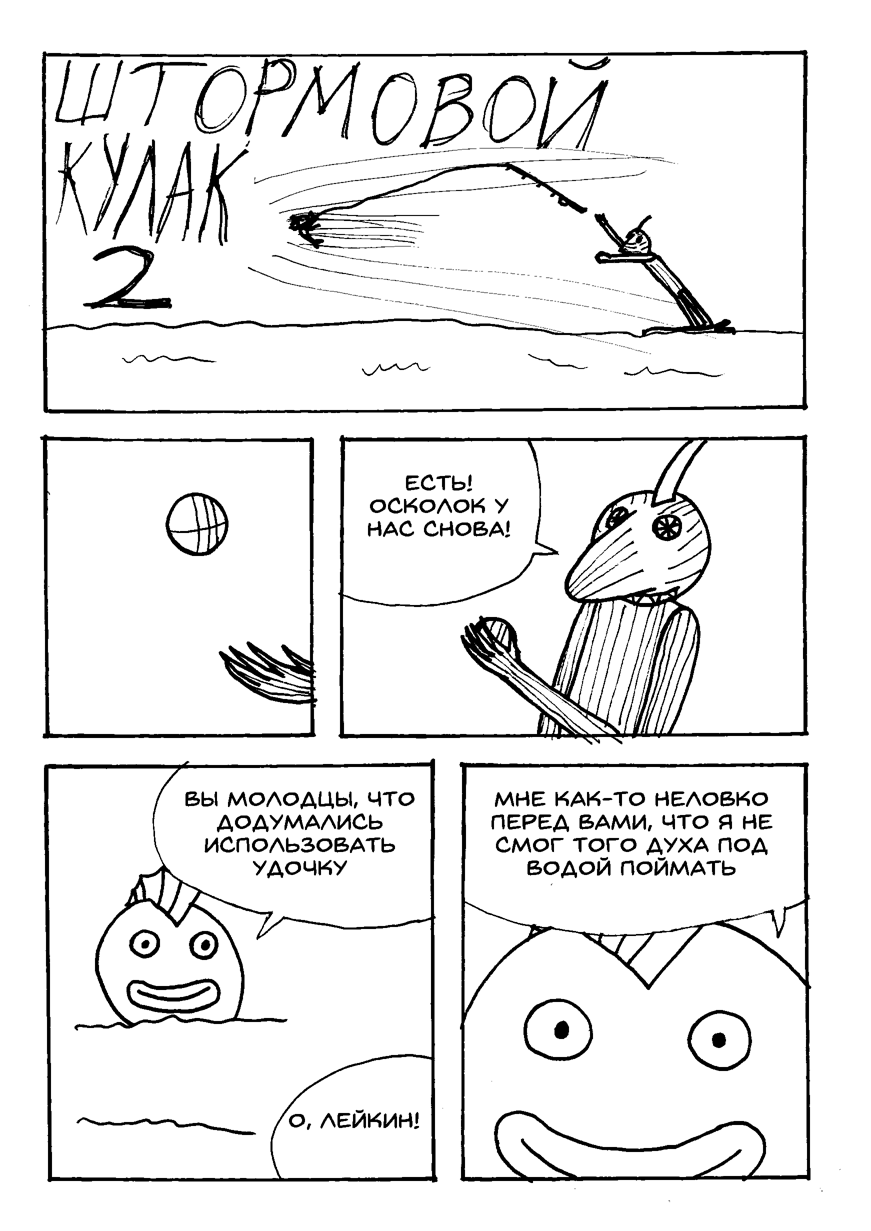 ШТОРМОВОЙ
КУЛАК
2
ЕСТЬ!
ОСКОЛОК У
НАС СНОВА!
ВЫ МОЛОДЦЫ, ЧТО
ДОДУМАЛИСЬ
ИСПОЛЬЗОВАТЬ
УДОЧКУ
О, ЛЕЙКИН!
МНЕ КАК-ТО НЕЛОВКО
ПЕРЕД ВАМИ, ЧТО Я НЕ
СМОГ ТОГО ДУХА ПОД
ВОДОЙ ПОЙМАТЬ